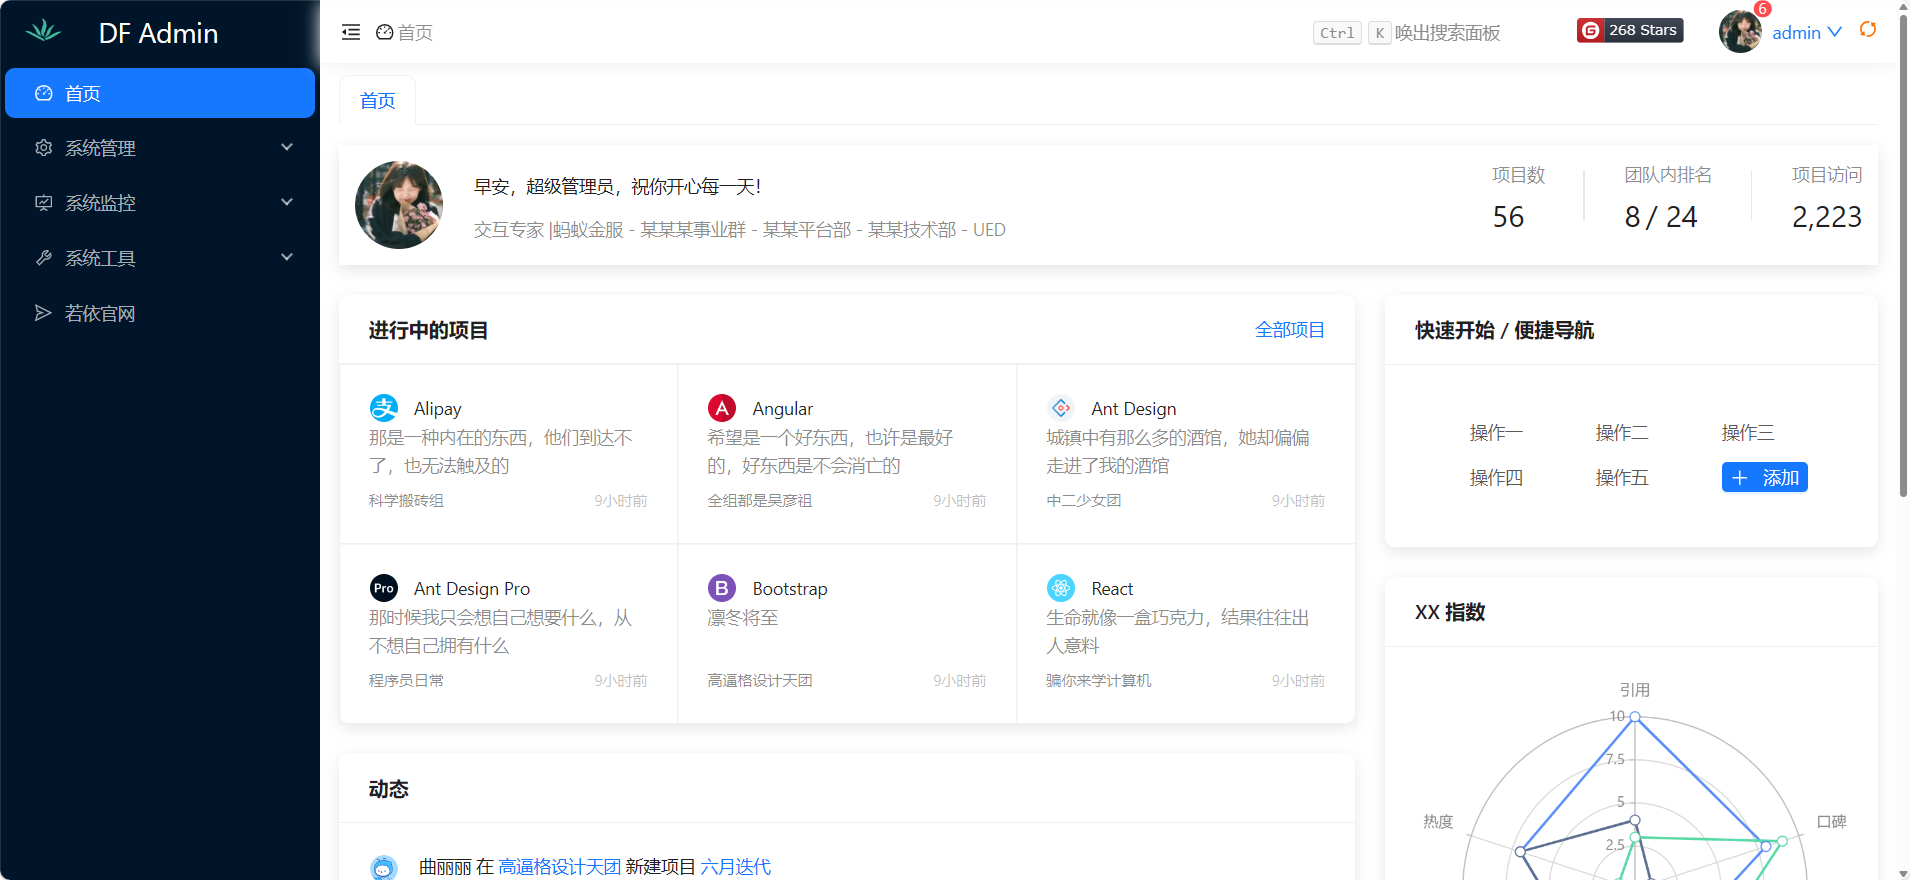 DF Admin
首页
系统管理
系统监控
系统工具
若依官网
首页
Ctrl K 唤出搜索面板
G 268 Stars
6
admin
首页
早安，超级管理员，祝你开心每一天！
交互专家 |蚂蚁金服 - 某某某事业群 - 某某平台部 - 某某技术部 - UED
项目数
56
团队内排名
8 / 24
项目访问
2,223
进行中的项目
全部项目
支 Alipay
那是一种内在的东西，他们到达不
了，也无法触及的
科学搬砖组
9小时前
A Angular
希望是一个好东西，也许是最好
的，好东西是不会消亡的
全组都是吴彦祖
9小时前
Ant Design
城镇中有那么多的酒馆，她却偏偏
走进了我的酒馆
中二少女团
9小时前
Pro Ant Design Pro
那时候我只会想自己想要什么，从
不想自己拥有什么
程序员日常
9小时前
B Bootstrap
凛冬将至
高逼格设计天团
9小时前
React
生命就像一盒巧克力，结果往往出
人意料
骗你来学计算机
9小时前
动态
曲丽丽 在 高逼格设计天团 新建项目 六月迭代
快速开始 / 便捷导航
操作一
操作二
操作三
操作四
操作五
添加
XX 指数
引用
10
7.5
5
2.5
热度
口碑